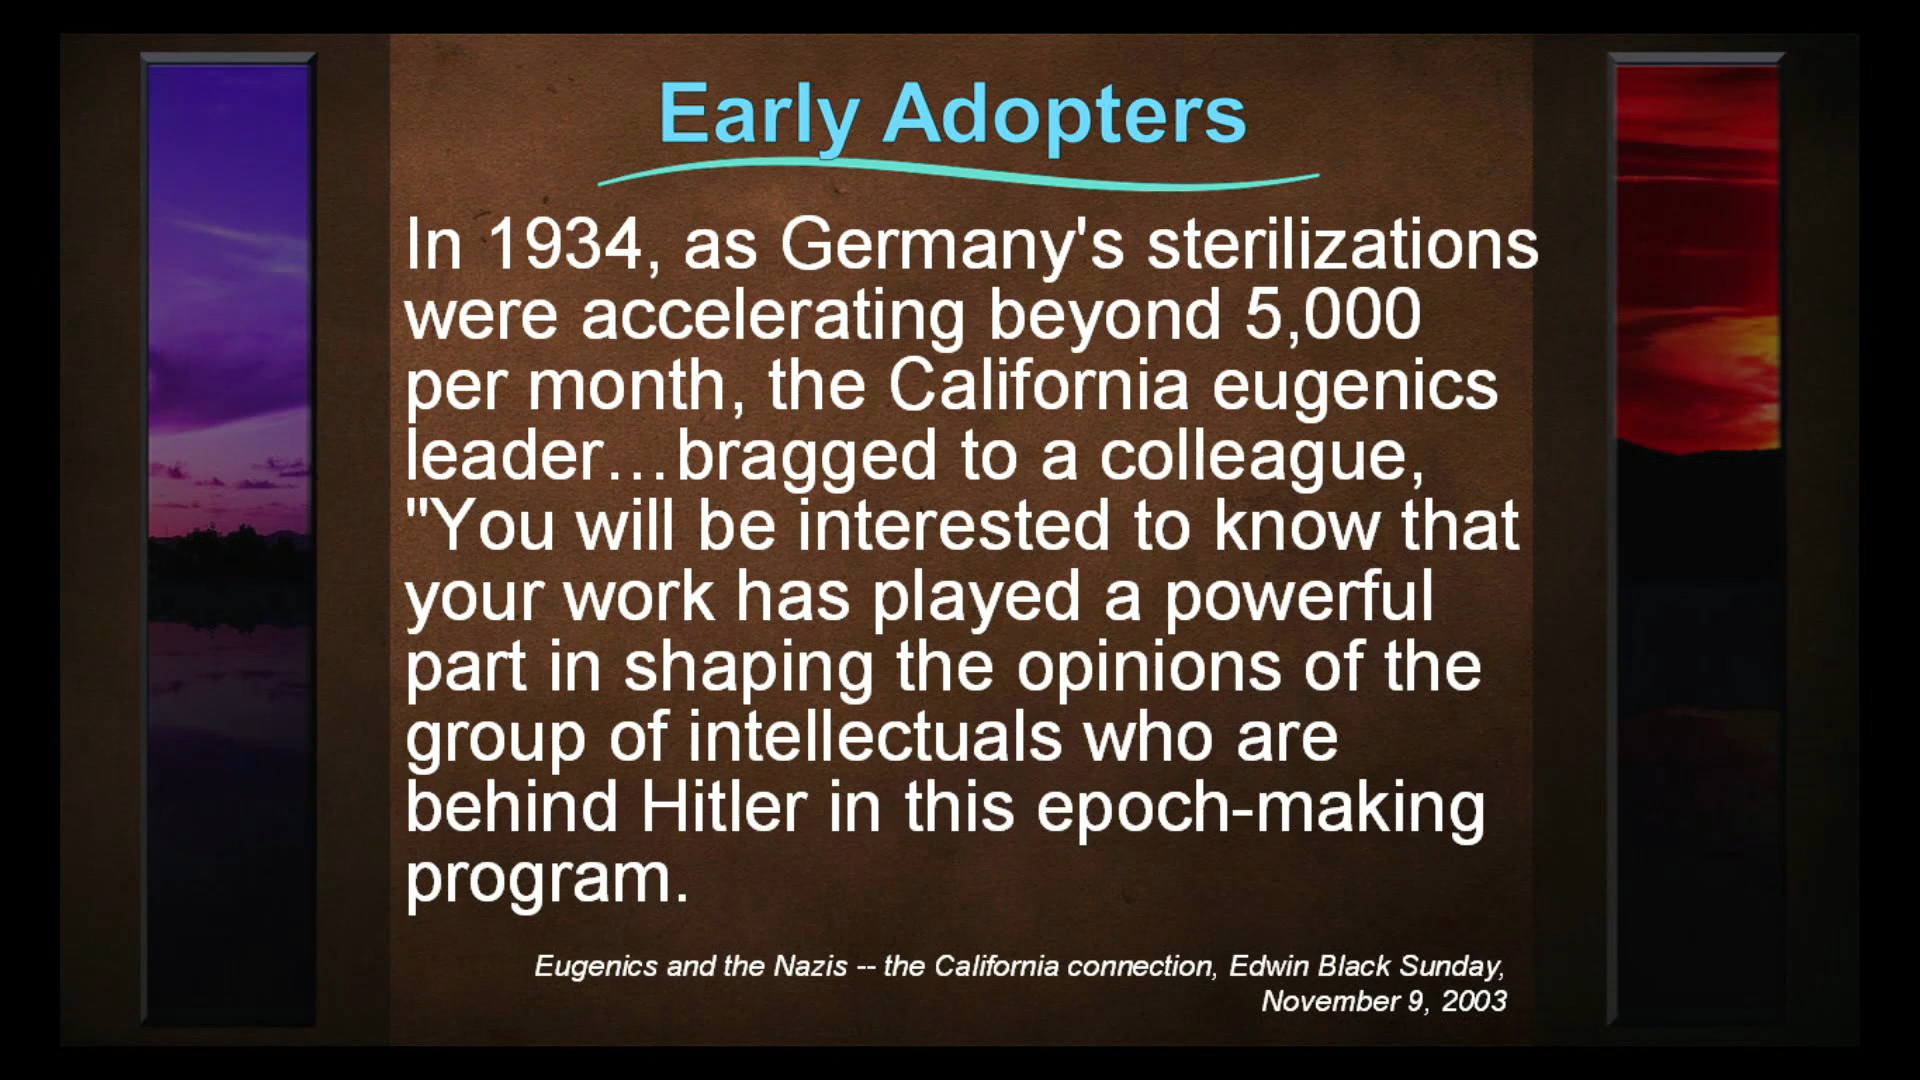 Early Adopters
In 1934, as Germany's sterilizations
were accelerating beyond 5,000
per month, the California eugenics
leader…bragged to a colleague,
"You will be interested to know that
your work has played a powerful
part in shaping the opinions of the
group of intellectuals who are
behind Hitler in this epoch-making
program.
Eugenics and the Nazis -- the California connection, Edwin Black Sunday,
November 9, 2003